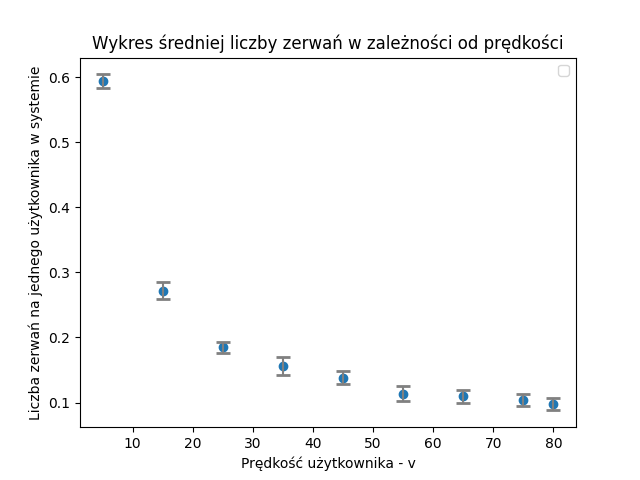 Wykres średniej liczby zerwań w zależności od prędkości
Liczba zerwań na jednego użytkownika w systemie
0.6
0.5
0.4
0.3
0.2
0.1
10 20 30 40 50 60 70 80
Prędkość użytkownika - v